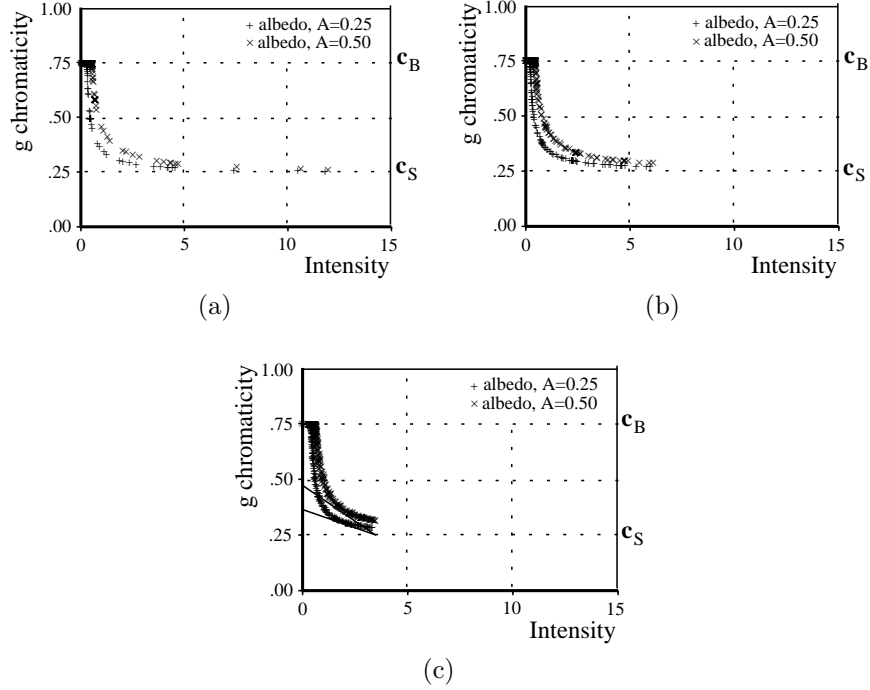 1.00
+ albedo, A=0.25
× albedo, A=0.50
g chromaticity
.75
c_B
.50
.25
c_S
.00
0 5 10 15
Intensity
(a)
1.00
+ albedo, A=0.25
× albedo, A=0.50
g chromaticity
.75
c_B
.50
.25
c_S
.00
0 5 10 15
Intensity
(b)
1.00
+ albedo, A=0.25
× albedo, A=0.50
g chromaticity
.75
c_B
.50
.25
c_S
.00
0 5 10 15
Intensity
(c)